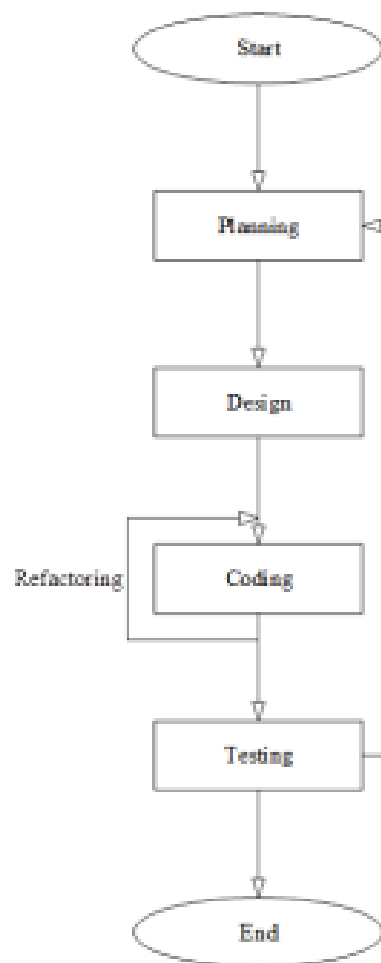 Start
Planning
Design
Refactoring
Coding
Testing
End